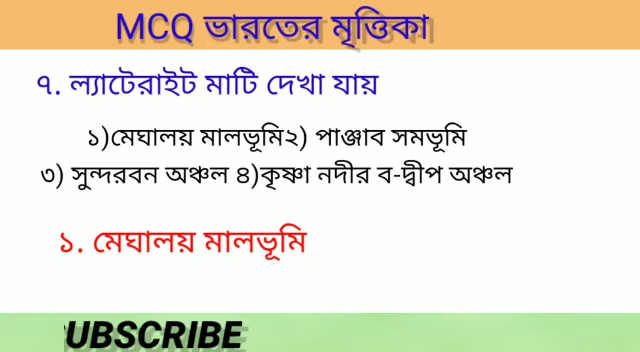 MCQ ভারতের মৃত্তিকা
৭. ল্যাটেরাইট মাটি দেখা যায়
১)মেঘালয় মালভূমি২) পাঞ্জাব সমভূমি
৩) সুন্দরবন অঞ্চল ৪)কৃষ্ণা নদীর ব-দ্বীপ অঞ্চল
১. মেঘালয় মালভূমি
UBSCRIBE